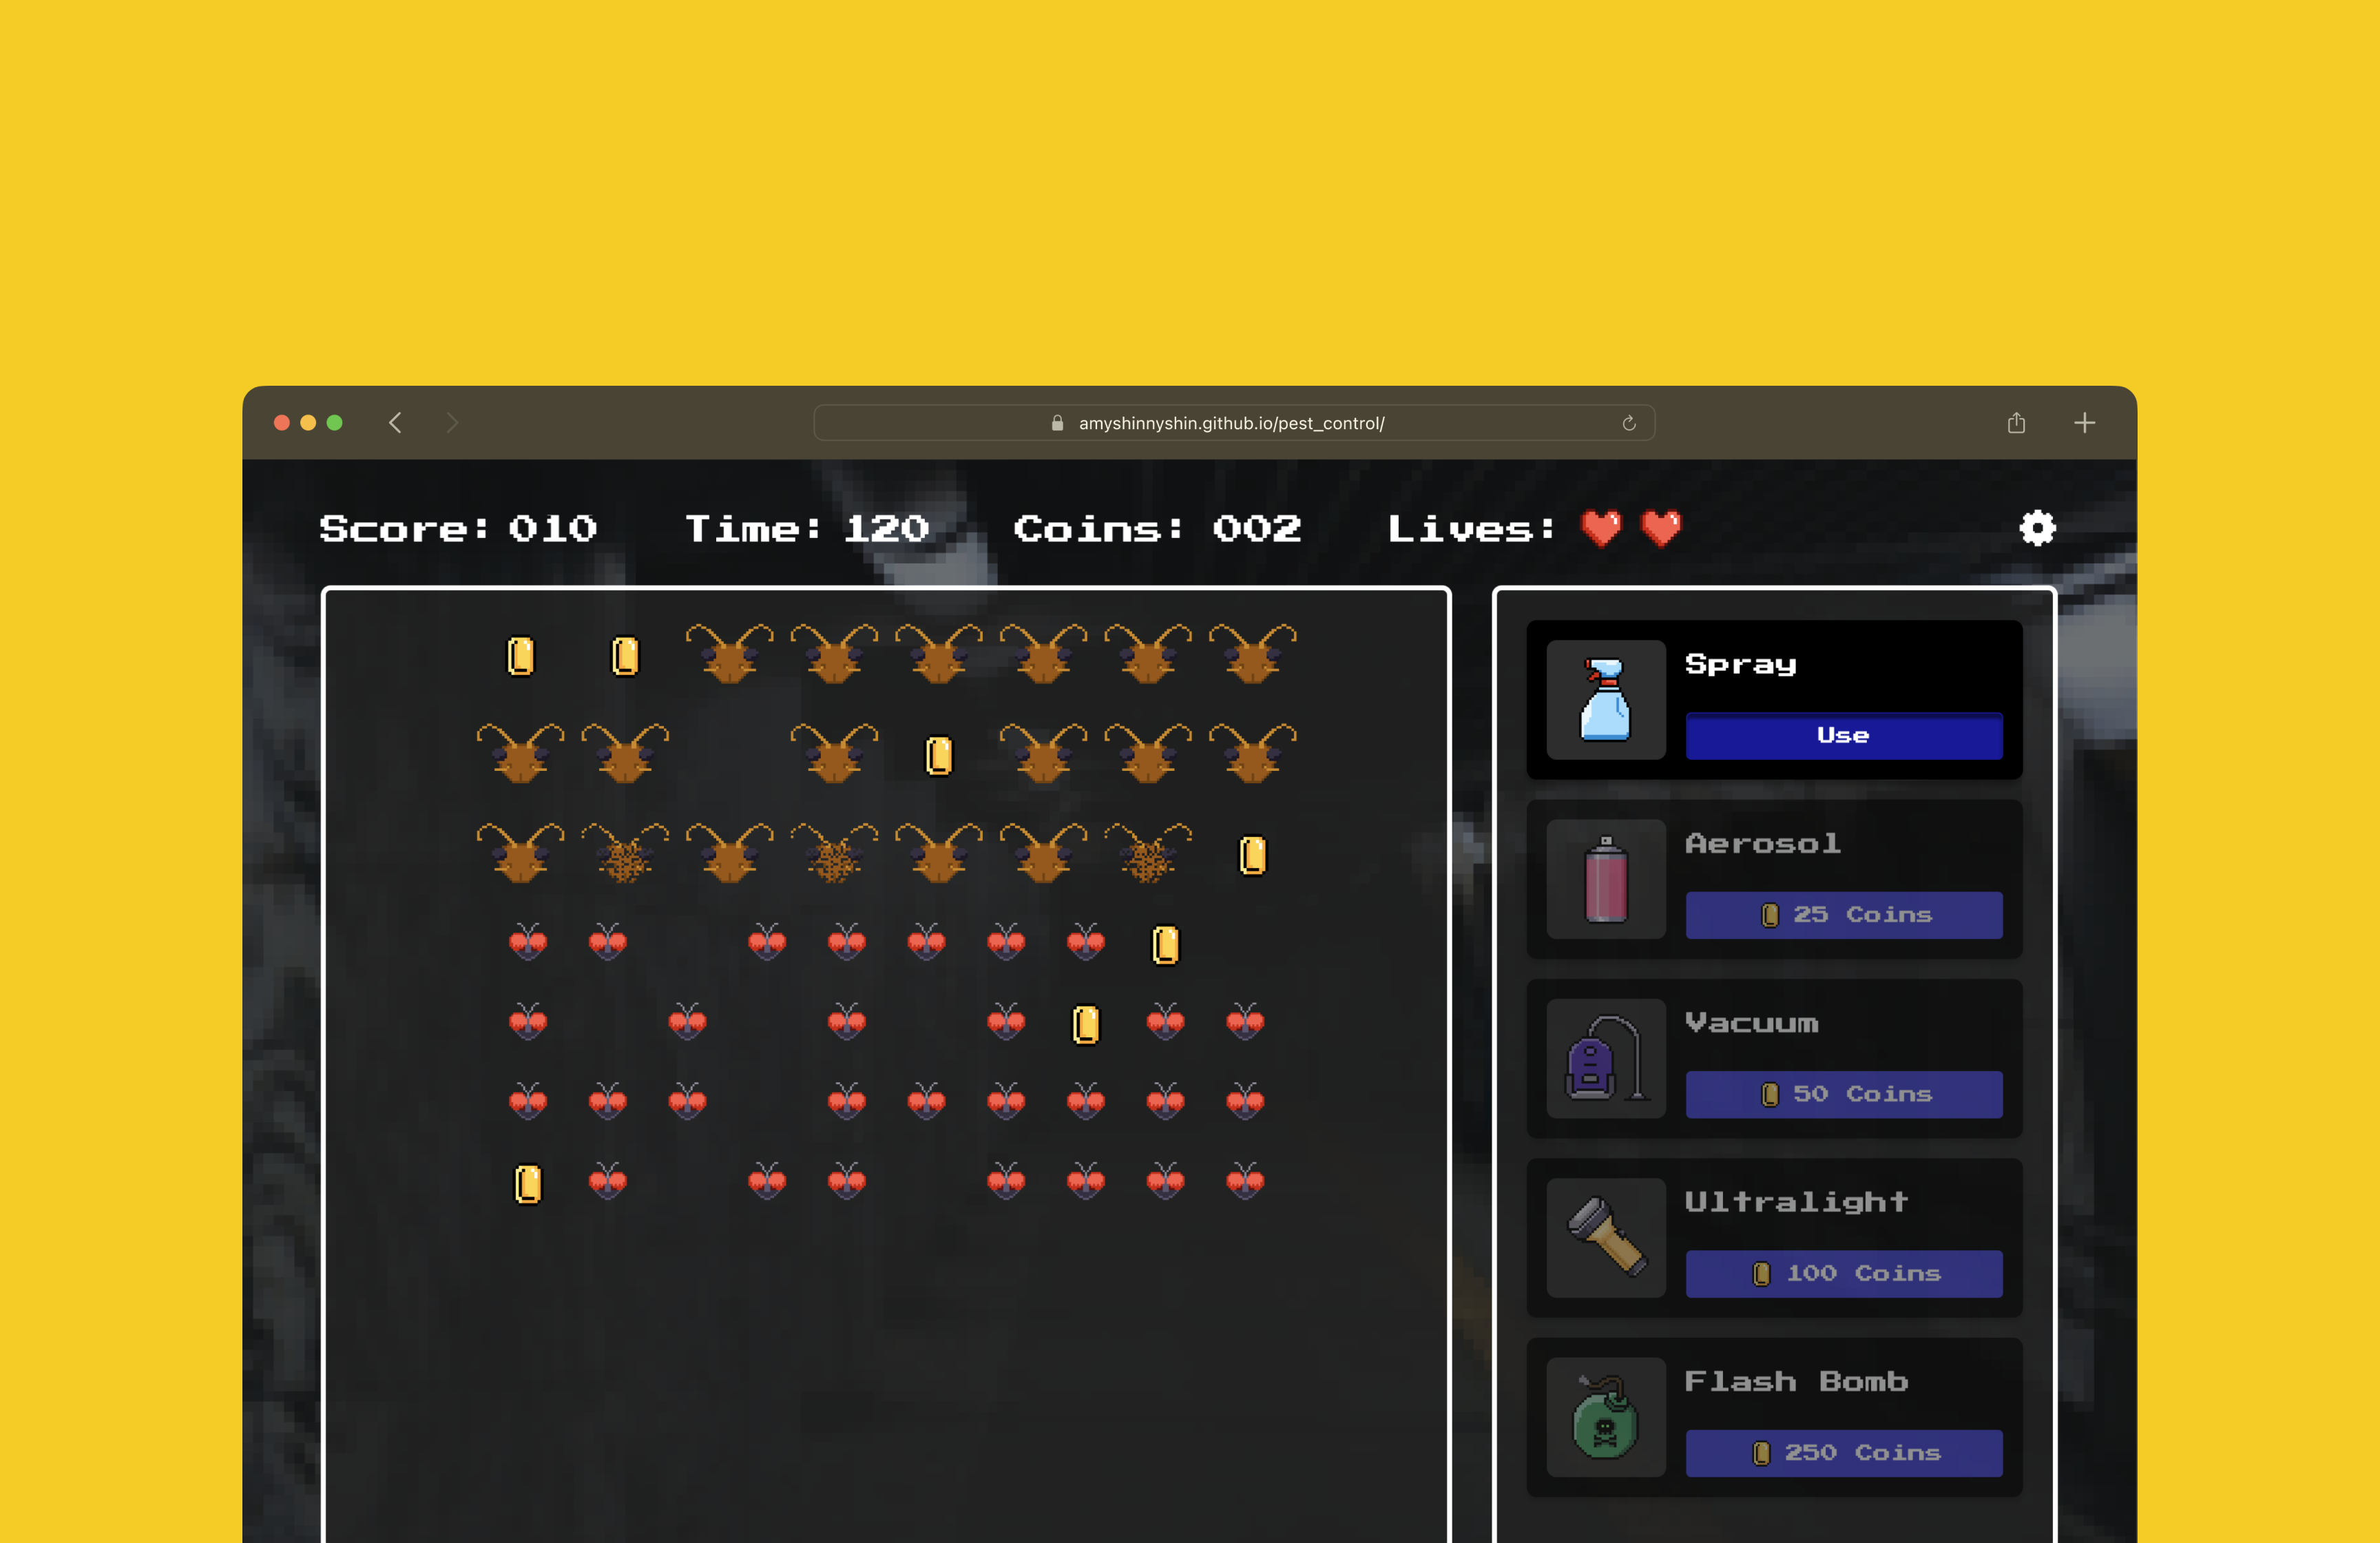 amyshinnyshin.github.io/pest_control/
Score: 010 Time: 120 Coins: 002 Lives:
Spray
Use
Aerosol
25 Coins
Vacuum
50 Coins
Ultralight
100 Coins
Flash Bomb
250 Coins